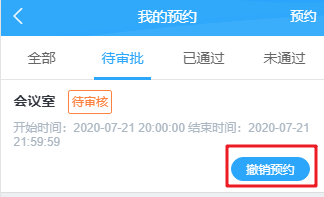 我的预约 预约
全部 待审批 已通过 未通过
会议室 待审核
开始时间：2020-07-21 20:00:00 结束时间：2020-07-21
21:59:59
撤销预约